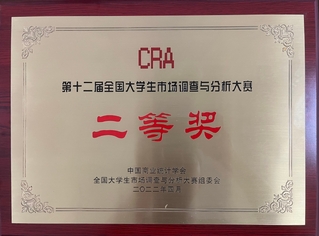 CRA
第十二届全国大学生市场调查与分析大赛
二等奖
中国商业统计学会
全国大学生市场调查与分析大赛组委会
二〇二二年四月